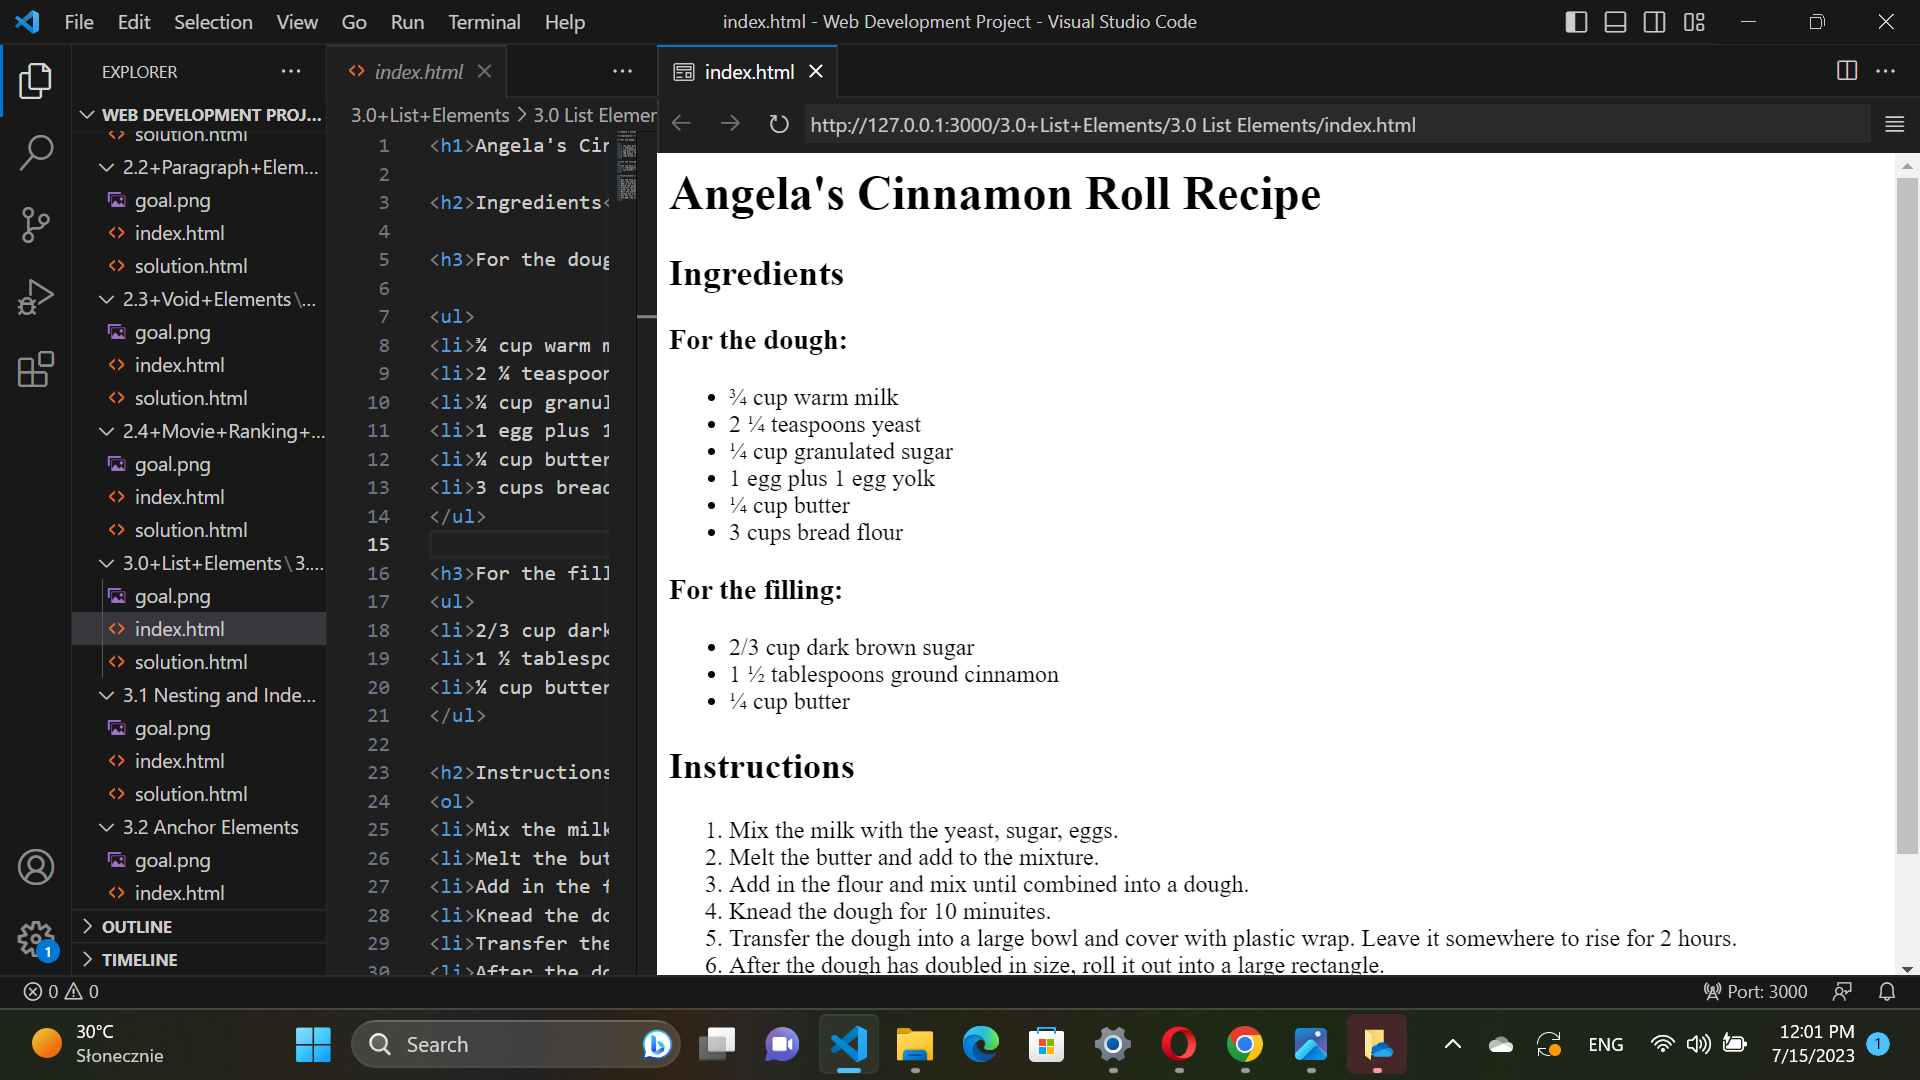 File Edit Selection View Go Run Terminal Help
index.html - Web Development Project - Visual Studio Code
EXPLORER
WEB DEVELOPMENT PROJ...
solution.html
2.2+Paragraph+Elem...
goal.png
index.html
solution.html
2.3+Void+Elements\...
goal.png
index.html
solution.html
2.4+Movie+Ranking+...
goal.png
index.html
solution.html
3.0+List+Elements\3....
goal.png
index.html
solution.html
3.1 Nesting and Inde...
goal.png
index.html
solution.html
3.2 Anchor Elements
goal.png
index.html
OUTLINE
TIMELINE
index.html
3.0+List+Elements > 3.0 List Elemen
1 <h1>Angela's Cin
2
3 <h2>Ingredients<
4
5 <h3>For the doug
6
7 <ul>
8 <li>¾ cup warm m
9 <li>2 ¼ teaspoon
10 <li>¼ cup granul
11 <li>1 egg plus 1
12 <li>¼ cup butter
13 <li>3 cups bread
14 </ul>
15
16 <h3>For the fill
17 <ul>
18 <li>2/3 cup dark
19 <li>1 ½ tablespo
20 <li>¼ cup butter
21 </ul>
22
23 <h2>Instructions
24 <ol>
25 <li>Mix the milk
26 <li>Melt the but
27 <li>Add in the f
28 <li>Knead the do
29 <li>Transfer the
30 <li>After the do
index.html
http://127.0.0.1:3000/3.0+List+Elements/3.0 List Elements/index.html
Angela's Cinnamon Roll Recipe
Ingredients
For the dough:
• ¾ cup warm milk
• 2 ¼ teaspoons yeast
• ¼ cup granulated sugar
• 1 egg plus 1 egg yolk
• ¼ cup butter
• 3 cups bread flour
For the filling:
• 2/3 cup dark brown sugar
• 1 ½ tablespoons ground cinnamon
• ¼ cup butter
Instructions
1. Mix the milk with the yeast, sugar, eggs.
2. Melt the butter and add to the mixture.
3. Add in the flour and mix until combined into a dough.
4. Knead the dough for 10 minuites.
5. Transfer the dough into a large bowl and cover with plastic wrap. Leave it somewhere to rise for 2 hours.
6. After the dough has doubled in size, roll it out into a large rectangle.
1
0 0
Port: 3000
30°C
Słonecznie
Search
ENG
12:01 PM
7/15/2023
1